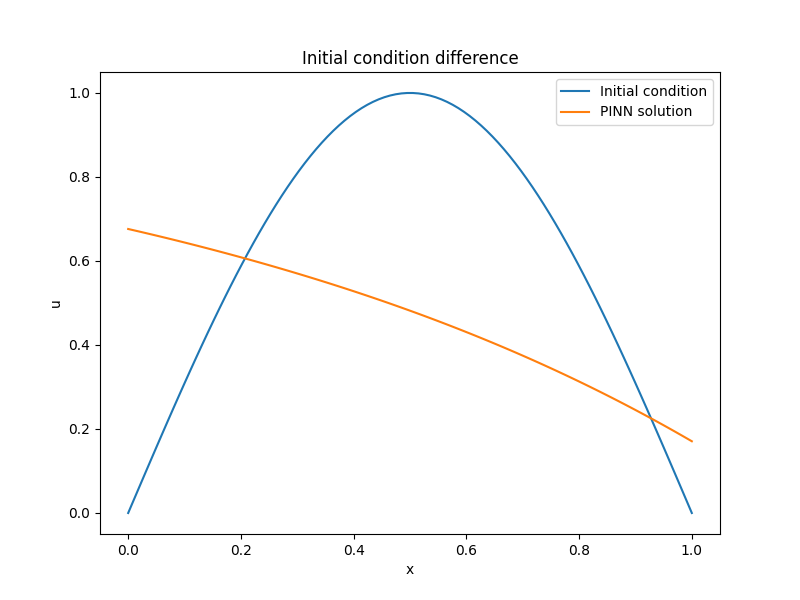 Initial condition difference
Initial condition
PINN solution
1.0
0.8
0.6
0.4
0.2
0.0
u
0.0 0.2 0.4 0.6 0.8 1.0
x